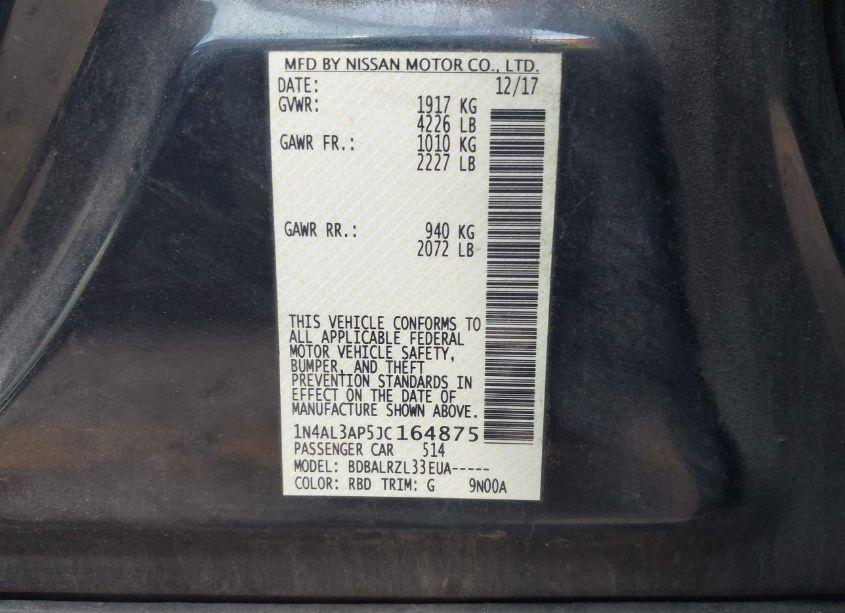 MFD BY NISSAN MOTOR CO., LTD.
DATE: 12/17
GVWR: 1917 KG
4226 LB
GAWR FR.: 1010 KG
2227 LB
GAWR RR.: 940 KG
2072 LB
THIS VEHICLE CONFORMS TO
ALL APPLICABLE FEDERAL
MOTOR VEHICLE SAFETY,
BUMPER, AND THEFT
PREVENTION STANDARDS IN
EFFECT ON THE DATE OF
MANUFACTURE SHOWN ABOVE.
1N4AL3AP5JC164875
PASSENGER CAR 514
MODEL: BDBALRZL33EUA-----
COLOR: RBD TRIM: G 9N00A